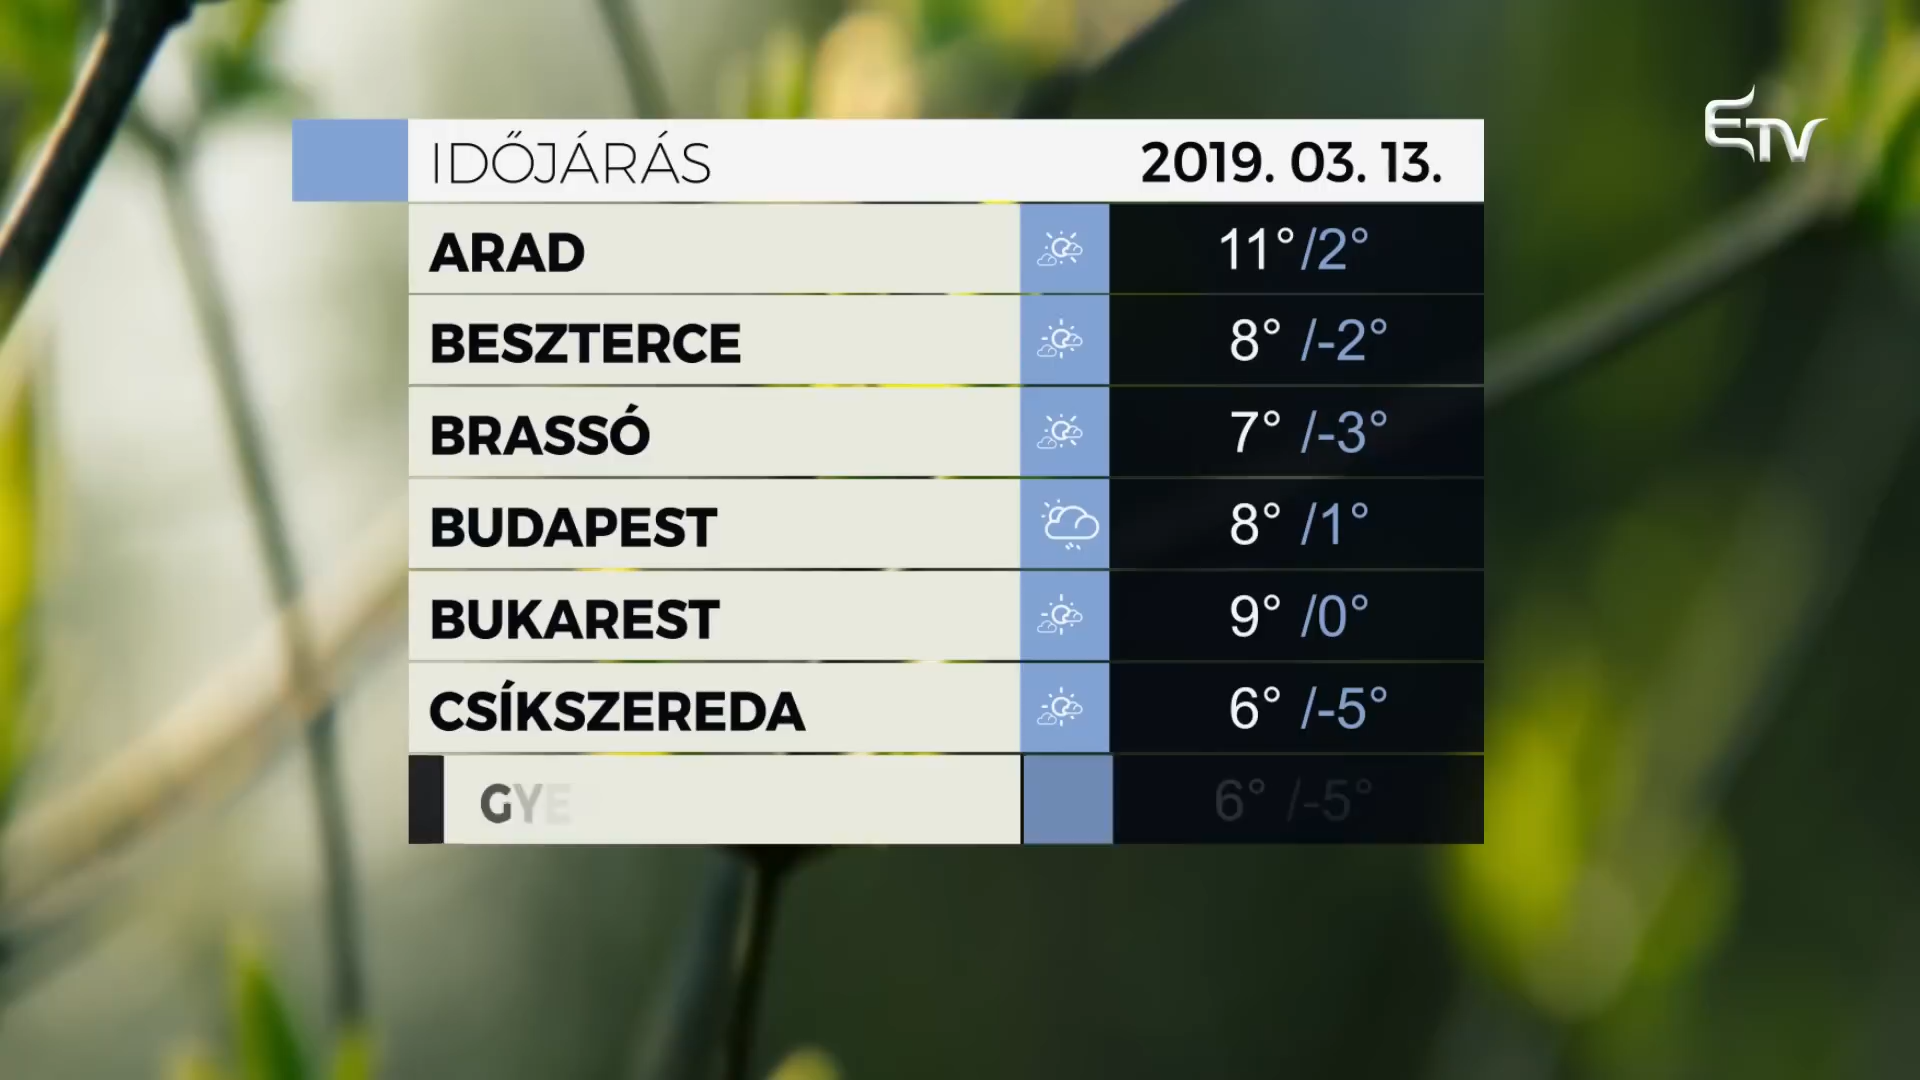 ETV
IDŐJÁRÁS 2019. 03. 13.
ARAD 11° /2°
BESZTERCE 8° /-2°
BRASSÓ 7° /-3°
BUDAPEST 8° /1°
BUKAREST 9° /0°
CSÍKSZEREDA 6° /-5°
GYE 6° /-5°